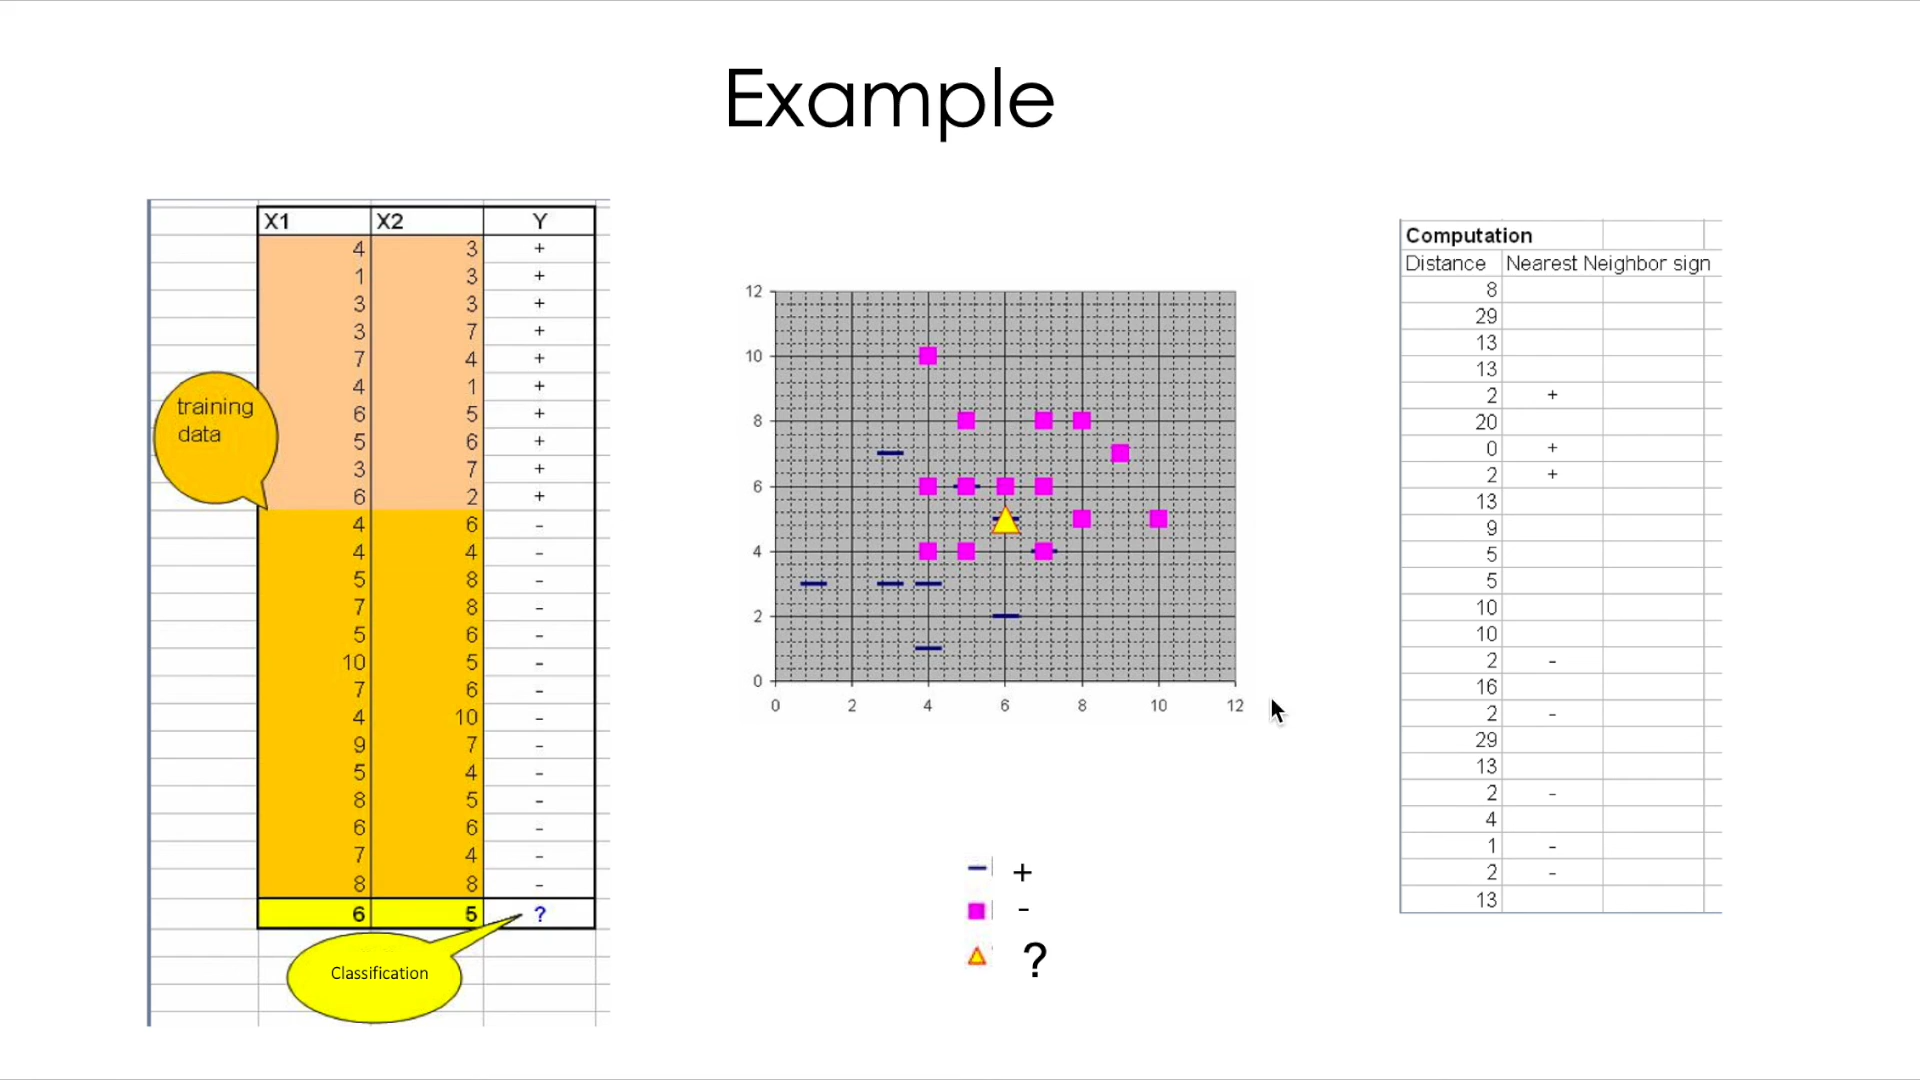 Example
X1 X2 Y
4 3 +
1 3 +
3 3 +
3 7 +
7 4 +
4 1 +
6 5 +
5 6 +
3 7 +
6 2 +
4 6 -
4 4 -
5 8 -
7 8 -
5 6 -
10 5 -
7 6 -
4 10 -
9 7 -
5 4 -
8 5 -
6 6 -
7 4 -
8 8 -
6 5 ?
training
data
Classification
12
10
8
6
4
2
0
0 2 4 6 8 10 12
+
-
?
Computation
Distance Nearest Neighbor sign
8
29
13
13
2 +
20
0 +
2 +
13
9
5
5
10
10
2 -
16
2 -
29
13
2 -
4
1 -
2 -
13